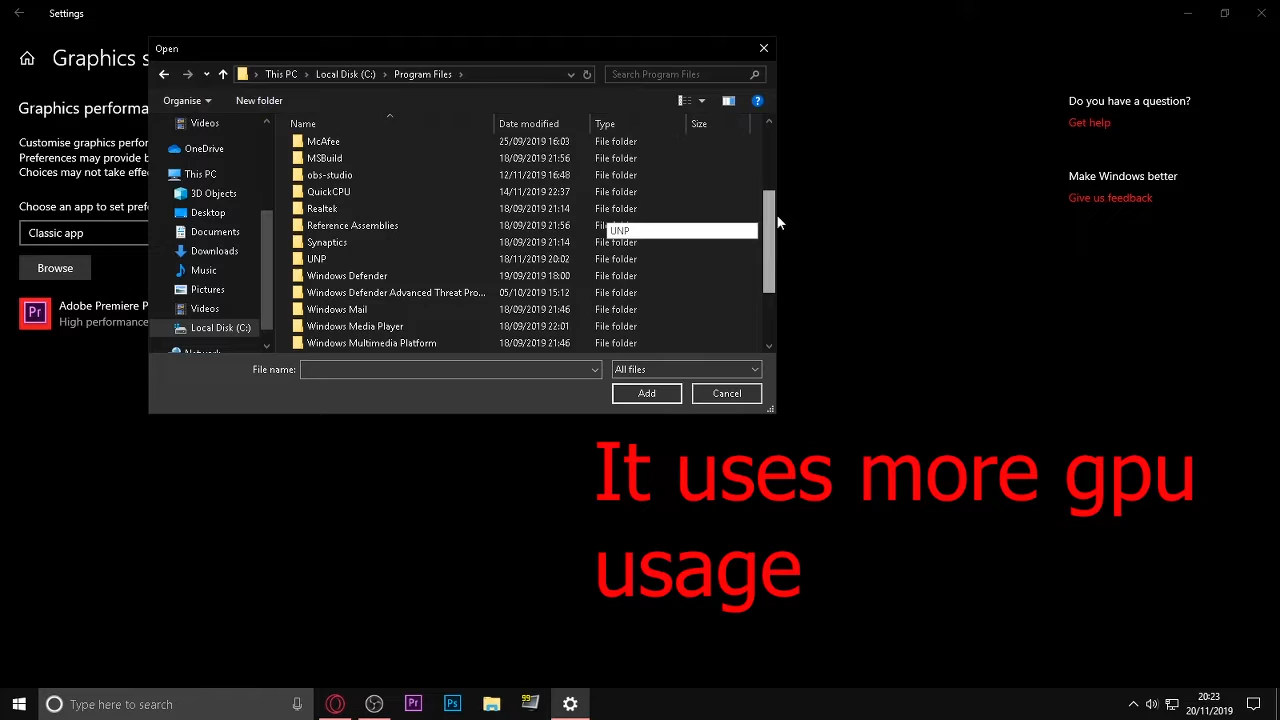 Settings
Graphics s
Graphics performa
Customise graphics perfor
Preferences may provide b
Choices may not take effe
Choose an app to set pref
Classic app
Browse
Adobe Premiere P
High performance
Open
This PC
Local Disk (C:)
Program Files
Search Program Files
Organise
New folder
Videos
OneDrive
This PC
3D Objects
Desktop
Documents
Downloads
Music
Pictures
Videos
Local Disk (C:)
Name Date modified Type Size
McAfee 25/09/2019 16:03 File folder
MSBuild 18/09/2019 21:56 File folder
obs-studio 12/11/2019 16:48 File folder
QuickCPU 14/11/2019 22:37 File folder
Realtek 18/09/2019 21:14 File folder
Reference Assemblies 18/09/2019 21:56
UNP
Synaptics 18/09/2019 21:14 File folder
UNP 18/11/2019 20:02 File folder
Windows Defender 19/09/2019 18:00 File folder
Windows Defender Advanced Threat Pro... 05/10/2019 15:12 File folder
Windows Mail 18/09/2019 21:46 File folder
Windows Media Player 18/09/2019 22:01 File folder
Windows Multimedia Platform 18/09/2019 21:46 File folder
File name:
All files
Add
Cancel
Do you have a question?
Get help
Make Windows better
Give us feedback
It uses more gpu
usage
Type here to search
Pr
Pr
Ps
99
20:23
20/11/2019